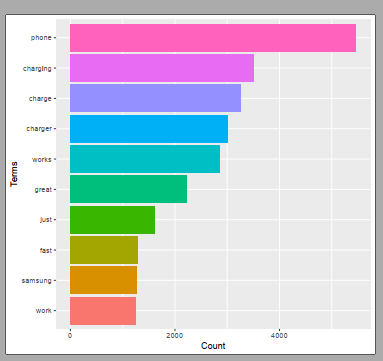 phone
charging
charge
charger
works
great
just
fast
samsung
work
Terms
0 2000 4000
Count